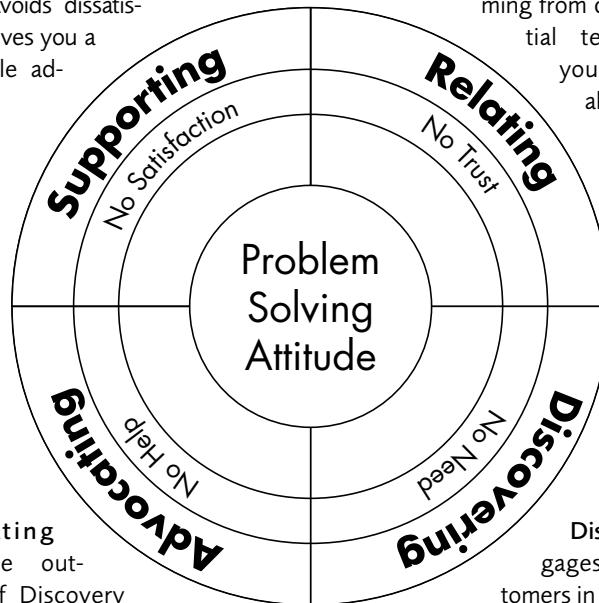 voids dissatis-
ves you a
le ad-
ming from
tial te
you
al
Supporting
No Satisfaction
Relating
No Trust
Problem
Solving
Attitude
Advocating
No Help
Discovering
No Need
ting
e out-
f Discovery
Dis
gages
tomers in